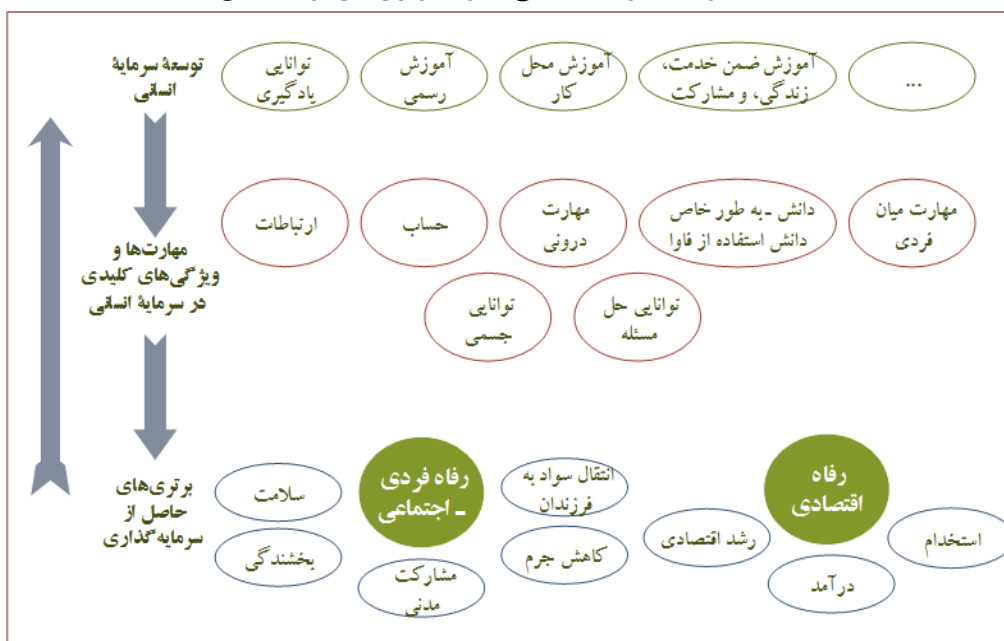 توسعهٔ سرمایهٔ
انسانی
توانایی
یادگیری
آموزش
رسمی
آموزش محل
کار
آموزش ضمن خدمت،
زندگی، و مشارکت
...
مهارت‌ها و
ویژگی‌های کلیدی
در سرمایهٔ انسانی
ارتباطات
حساب
مهارت
درونی
دانش ـ به طور خاص
دانش استفاده از فاوا
مهارت میان
فردی
توانایی
جسمی
توانایی حل
مسئله
برتری‌های
حاصل از
سرمایه‌گذاری
سلامت
بخشندگی
رفاه فردی
ـ اجتماعی
مشارکت
مدنی
انتقال سواد به
فرزندان
کاهش جرم
رفاه
اقتصادی
رشد اقتصادی
درآمد
استخدام